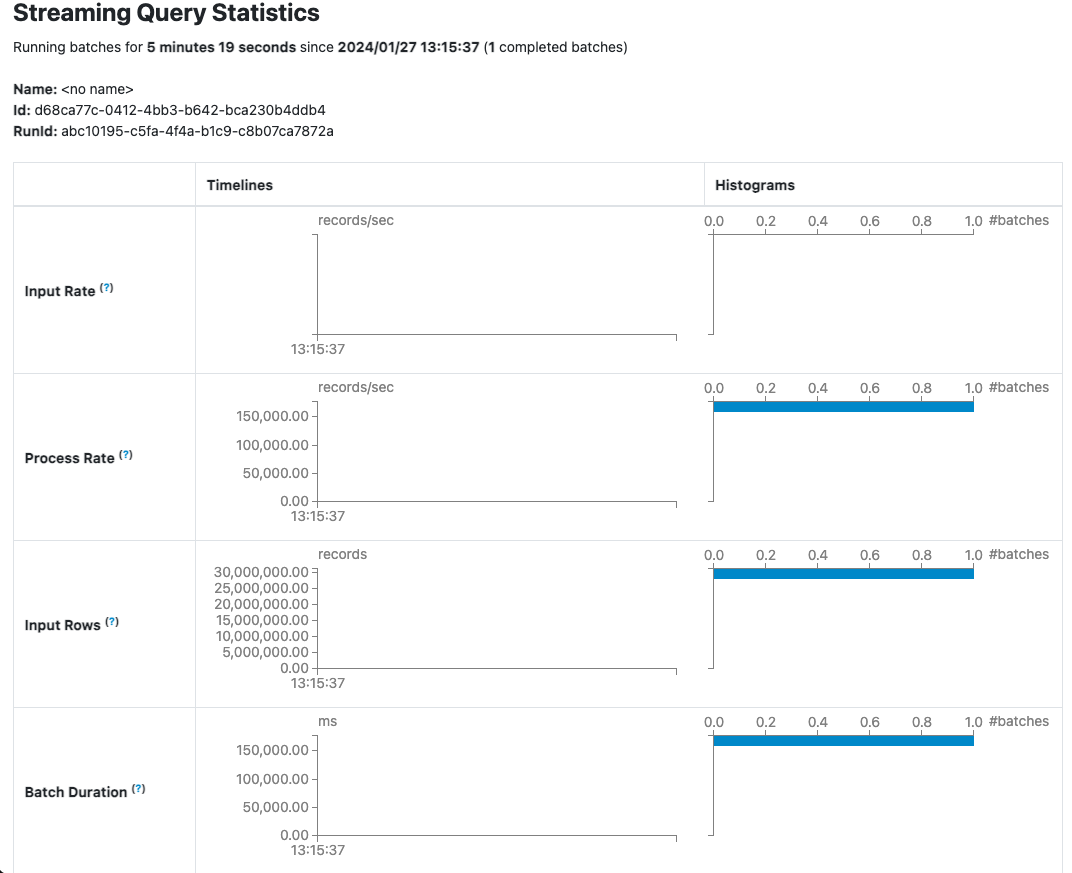 Streaming Query Statistics
Running batches for 5 minutes 19 seconds since 2024/01/27 13:15:37 (1 completed batches)
Name: <no name>
Id: d68ca77c-0412-4bb3-b642-bca230b4ddb4
RunId: abc10195-c5fa-4f4a-b1c9-c8b07ca7872a
Timelines Histograms
records/sec 0.0 0.2 0.4 0.6 0.8 1.0 #batches
Input Rate (?)
13:15:37
records/sec 0.0 0.2 0.4 0.6 0.8 1.0 #batches
150,000.00
100,000.00
Process Rate (?)
50,000.00
0.00
13:15:37
records 0.0 0.2 0.4 0.6 0.8 1.0 #batches
30,000,000.00
25,000,000.00
20,000,000.00
15,000,000.00
Input Rows (?)
10,000,000.00
5,000,000.00
0.00
13:15:37
ms 0.0 0.2 0.4 0.6 0.8 1.0 #batches
150,000.00
100,000.00
Batch Duration (?)
50,000.00
0.00
13:15:37